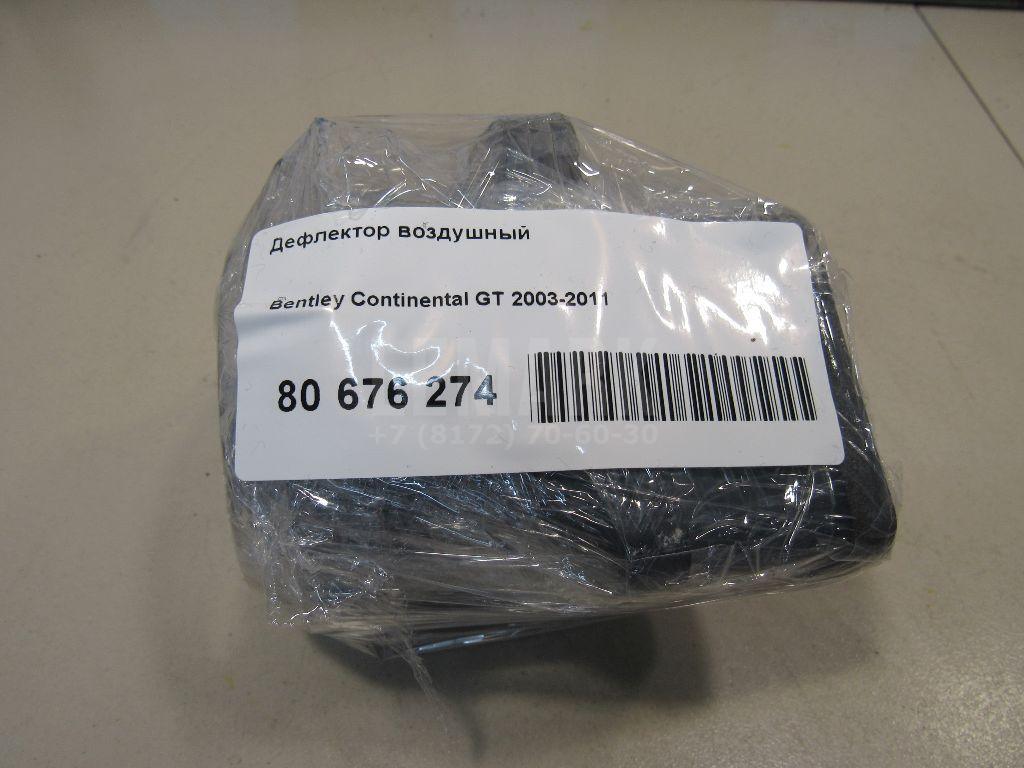 Дефлектор воздушный
Bentley Continental GT 2003-2011
80 676 274
+7 (8172) 70-60-30